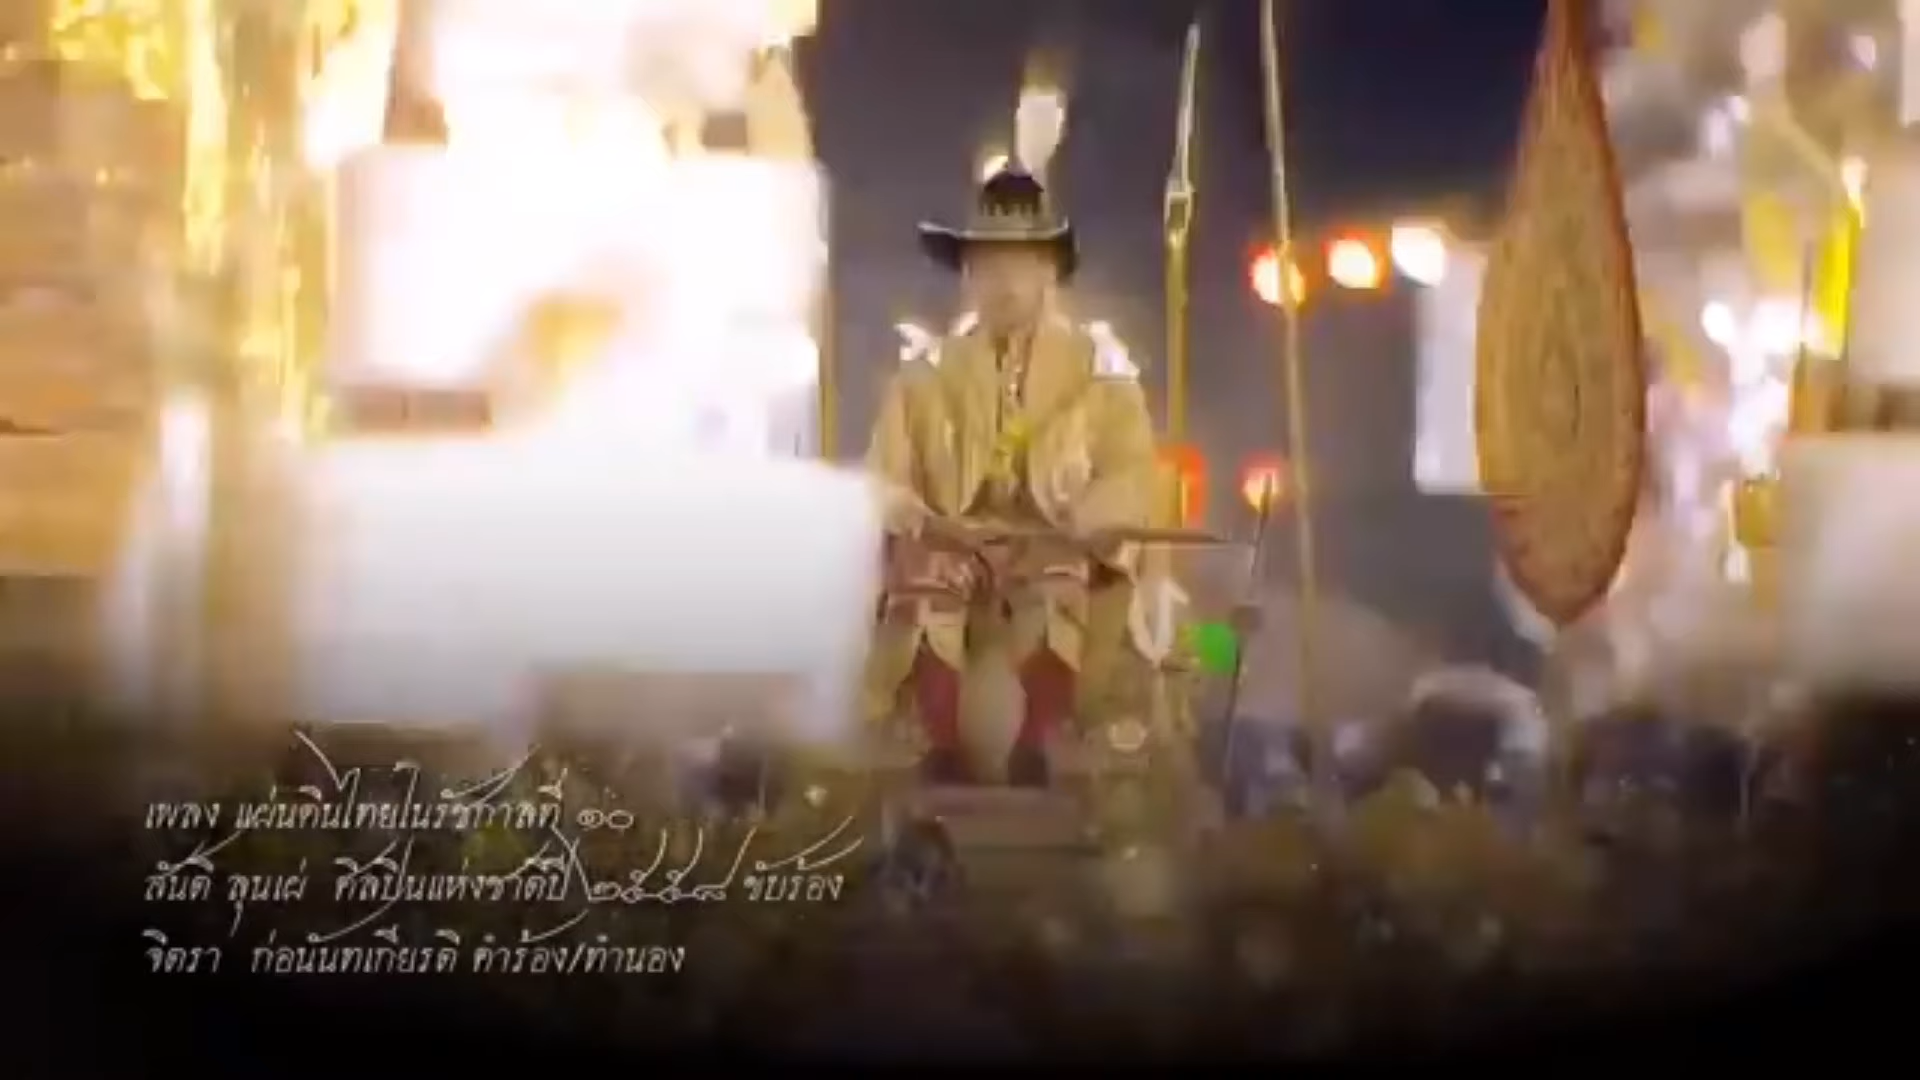 เพลง แผ่นดินไทยในรัชกาลที่ ๑๐
สันติ ลุนเผ่ ศิลปินแห่งชาติปี ๒๕๕๘ ขับร้อง
จิตรา ก่อนันทเกียรติ คำร้อง/ทำนอง